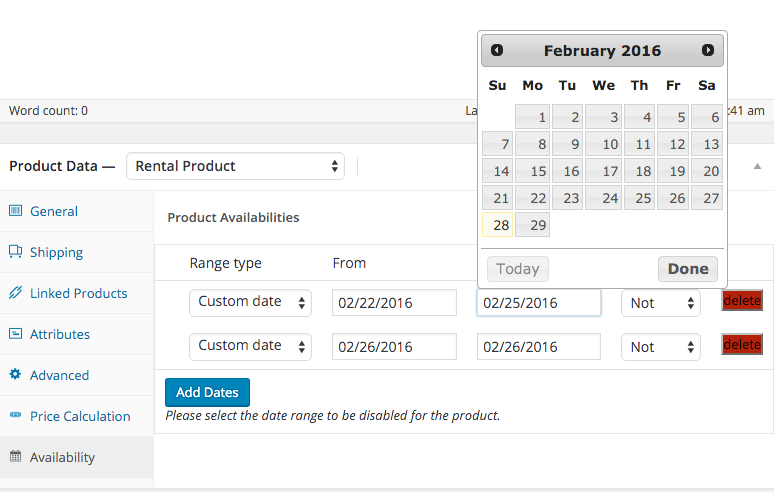 February 2016
Su Mo Tu We Th Fr Sa
1 2 3 4 5 6
7 8 9 10 11 12 13
14 15 16 17 18 19 20
21 22 23 24 25 26 27
28 29
Today Done
Word count: 0 La :41 am
Product Data — Rental Product
General
Shipping
Linked Products
Attributes
Advanced
Price Calculation
Availability
Product Availabilities
Range type From
Custom date 02/22/2016 02/25/2016 Not delete
Custom date 02/26/2016 02/26/2016 Not delete
Add Dates
Please select the date range to be disabled for the product.